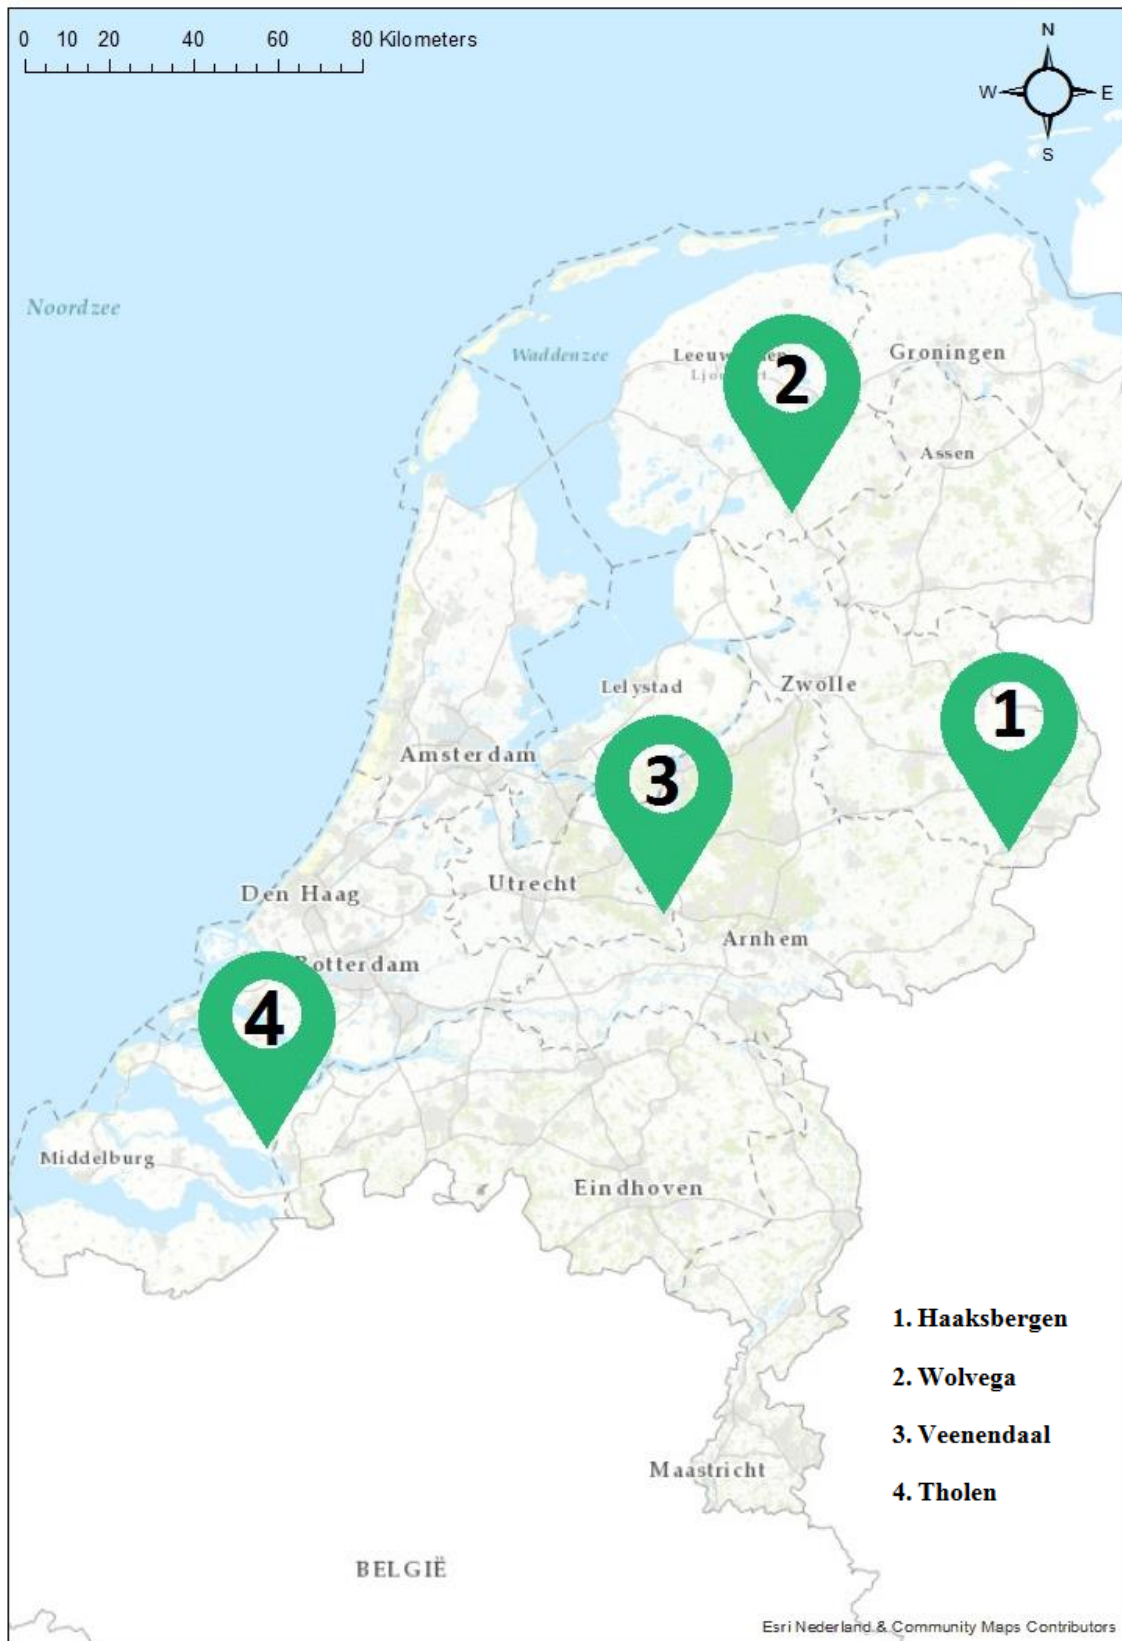 0 10 20 40 60 80 Kilometers
N
W E
S
Noordzee
Waddenzee
Groningen
2
Assen
Lelystad
Zwolle
1
Amsterdam
3
Utrecht
Den Haag
Arnhem
Rotterdam
4
Middelburg
Eindhoven
1. Haaksbergen
2. Wolvega
3. Veenendaal
Maastricht
4. Tholen
BELGIË
Esri Nederland & Community Maps Contributors